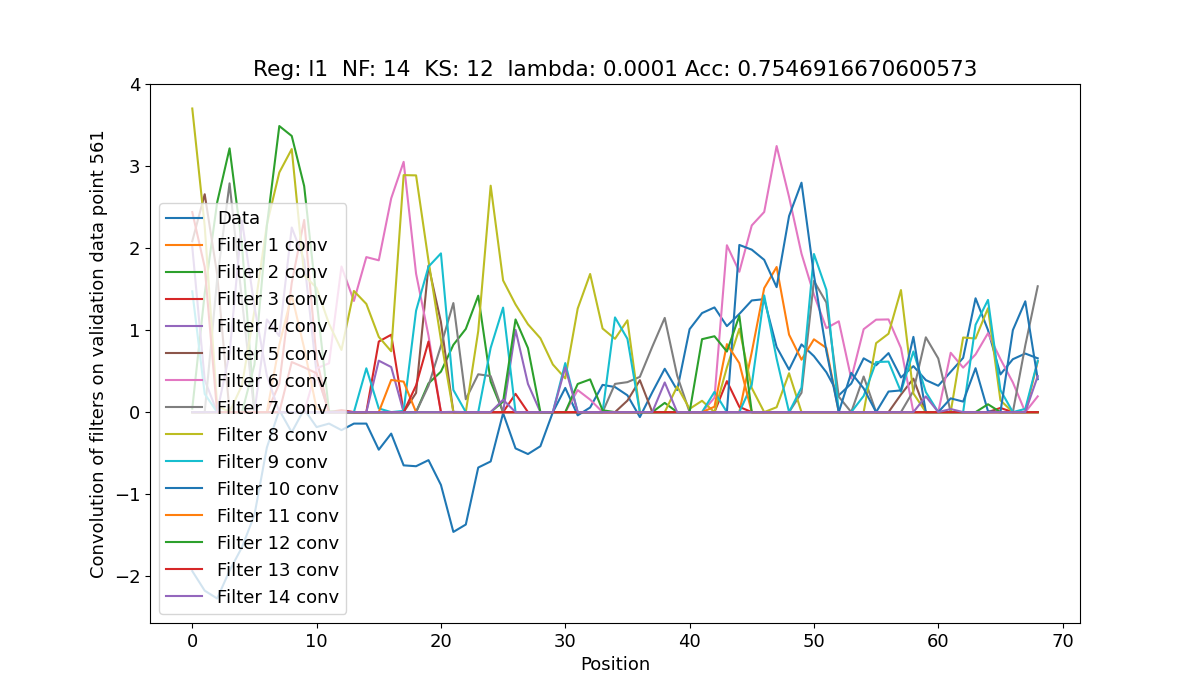 Reg: l1 NF: 14 KS: 12 lambda: 0.0001 Acc: 0.7546916670600573
Convolution of filters on validation data point 561
4
3
2
1
0
−1
−2
Data
Filter 1 conv
Filter 2 conv
Filter 3 conv
Filter 4 conv
Filter 5 conv
Filter 6 conv
Filter 7 conv
Filter 8 conv
Filter 9 conv
Filter 10 conv
Filter 11 conv
Filter 12 conv
Filter 13 conv
Filter 14 conv
0 10 20 30 40 50 60 70
Position